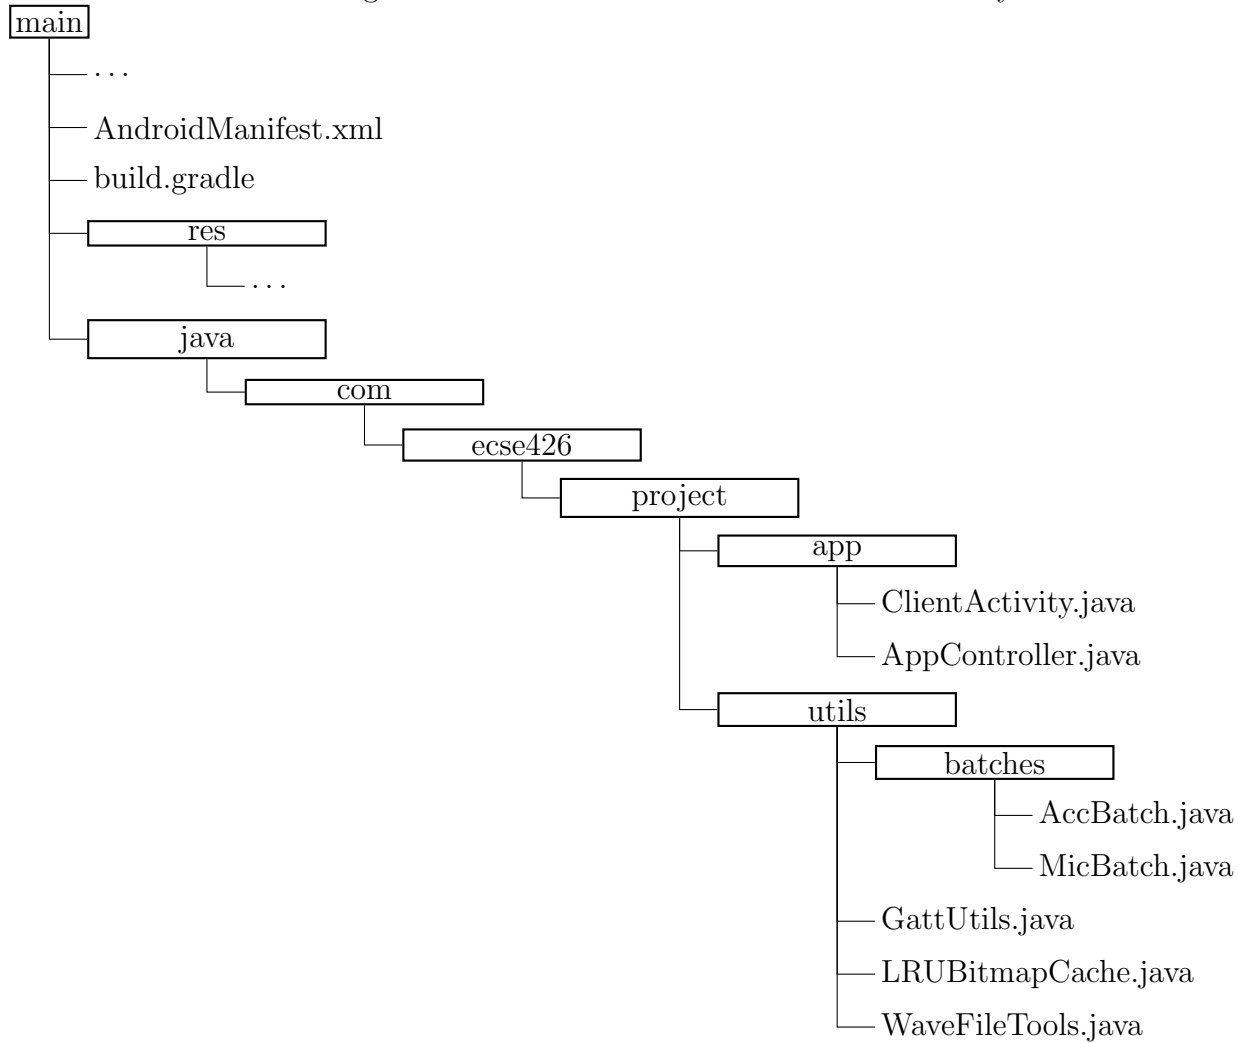 main
...
AndroidManifest.xml
build.gradle
res
...
java
com
ecse426
project
app
ClientActivity.java
AppController.java
utils
batches
AccBatch.java
MicBatch.java
GattUtils.java
LRUBitmapCache.java
WaveFileTools.java